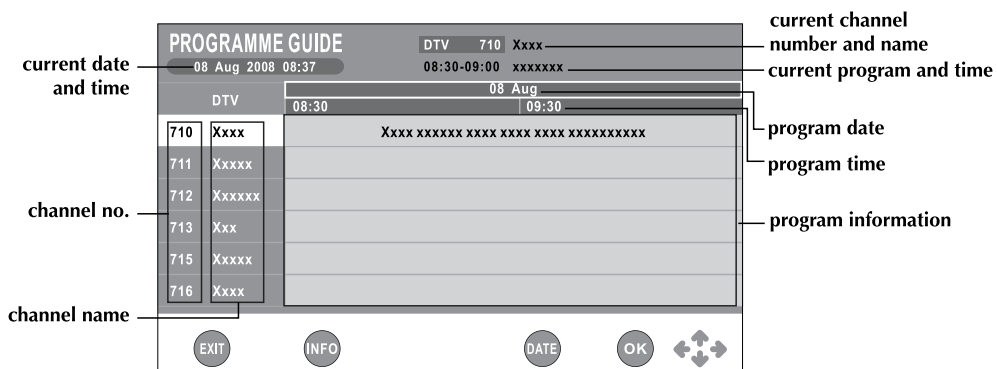 current channel
number and name
PROGRAMME GUIDE
DTV 710 Xxxx
current date
and time
08 Aug 2008 08:37
08:30-09:00 xxxxxxx
current program and time
DTV
08 Aug
08:30 09:30
program date
program time
710 Xxxx
Xxxx xxxxxx xxxx xxxx xxxx xxxxxxxxxx
711 Xxxxx
712 Xxxxxx
channel no.
713 Xxx
program information
715 Xxxxx
716 Xxxx
channel name
EXIT INFO DATE OK